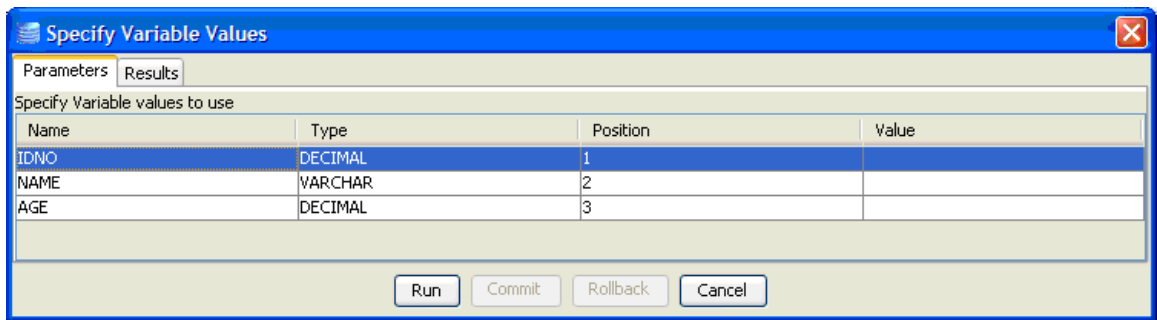 Specify Variable Values
Parameters Results
Specify Variable values to use
Name Type Position Value
IDNO DECIMAL 1
NAME VARCHAR 2
AGE DECIMAL 3
Run Commit Rollback Cancel